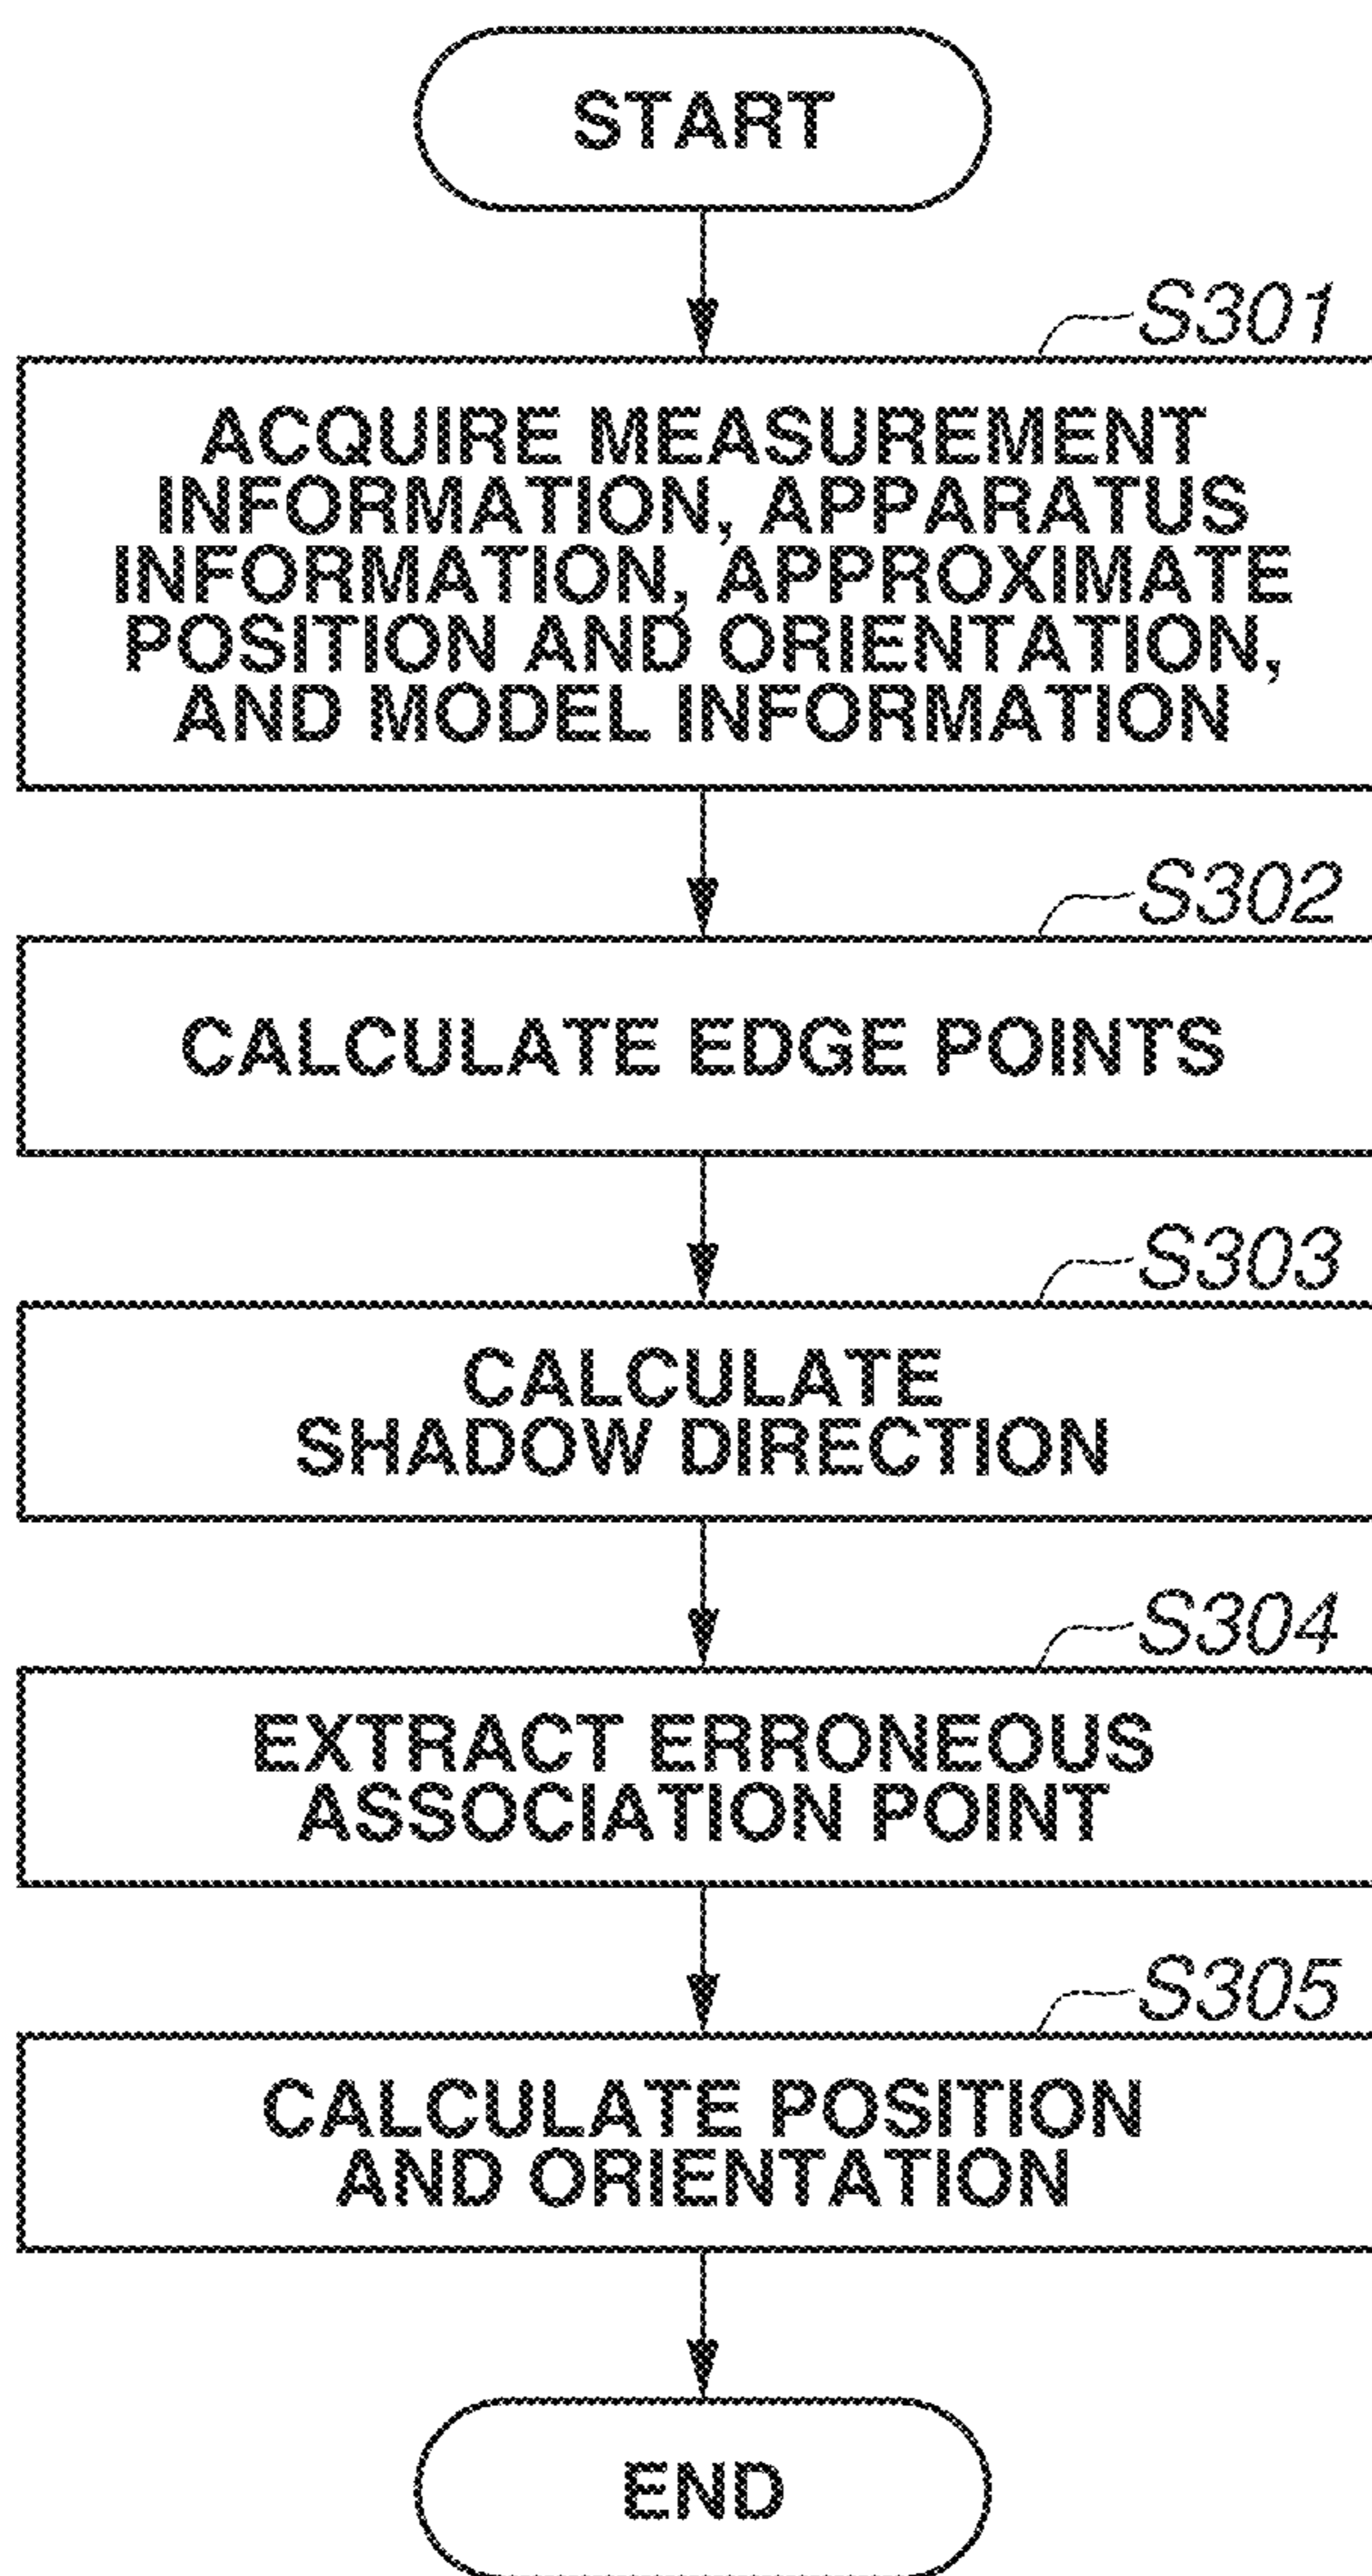 START
S301
ACQUIRE MEASUREMENT
INFORMATION, APPARATUS
INFORMATION, APPROXIMATE
POSITION AND ORIENTATION,
AND MODEL INFORMATION
S302
CALCULATE EDGE POINTS
S303
CALCULATE
SHADOW DIRECTION
S304
EXTRACT ERRONEOUS
ASSOCIATION POINT
S305
CALCULATE POSITION
AND ORIENTATION
END